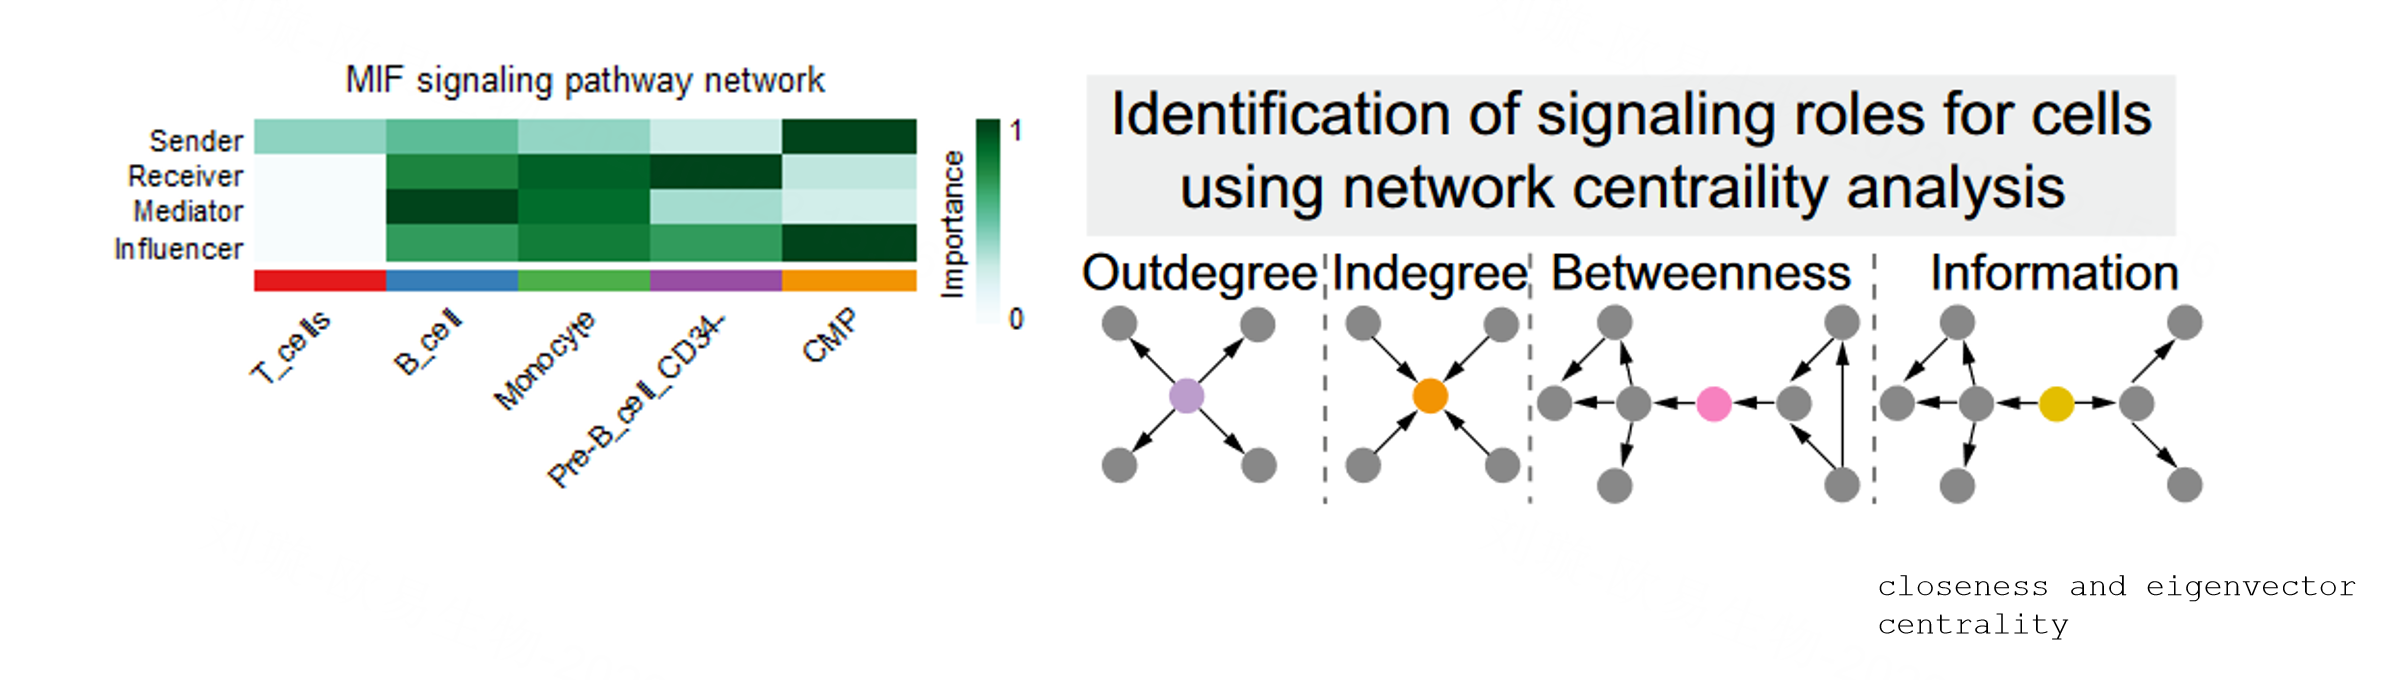 MIF signaling pathway network
Sender
Receiver
Mediator
Influencer
T_cells
B_cell
Monocyte
Pre-B_cell_CD34-
CMP
Importance
1
0
Identification of signaling roles for cells
using network centraility analysis
Outdegree
Indegree
Betweenness
Information
closeness and eigenvector
centrality